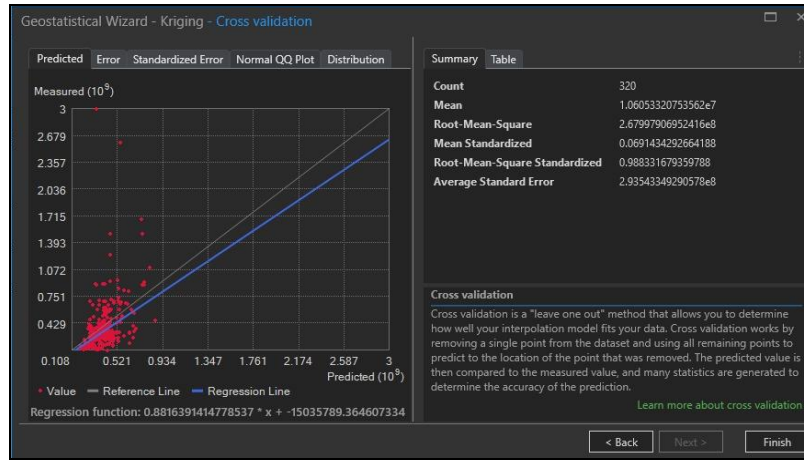 Geostatistical Wizard - Kriging - Cross validation
Predicted Error Standardized Error Normal QQ Plot Distribution
Measured (10⁹)
3
2.679
2.357
2.036
1.715
1.393
1.072
0.751
0.429
0.108 0.521 0.934 1.347 1.761 2.174 2.587 3
Predicted (10⁹)
Value Reference Line Regression Line
Regression function: 0.8816391414778537 * x + -15035789.364607334
Summary Table
Count 320
Mean 1.06053320753562e7
Root-Mean-Square 2.67997906952416e8
Mean Standardized 0.0691434292664188
Root-Mean-Square Standardized 0.988331679359788
Average Standard Error 2.93543349290578e8
Cross validation
Cross validation is a "leave one out" method that allows you to determine
how well your interpolation model fits your data. Cross validation works by
removing a single point from the dataset and using all remaining points to
predict to the location of the point that was removed. The predicted value is
then compared to the measured value, and many statistics are generated to
determine the accuracy of the prediction.
Learn more about cross validation
< Back Next > Finish